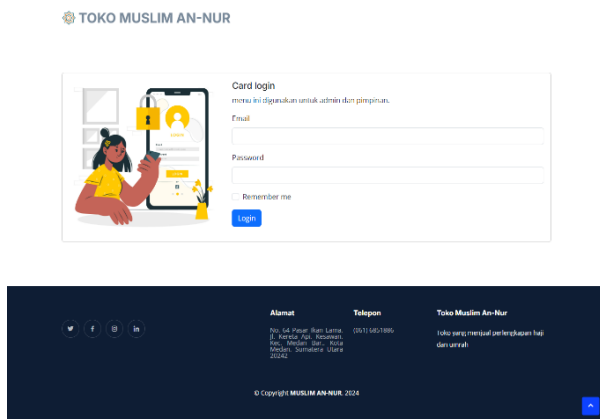 TOKO MUSLIM AN-NUR
Card login
menu ini digunakan untuk admin dan pimpinan.
Email
Password
Remember me
Login
Alamat
No. 64 Pasar Ikan Lama,
Jl. Kereta Api, Kesawan,
Kec. Medan Bar., Kota
Medan, Sumatera Utara
20242
Telepon
(061) 6851886
Toko Muslim An-Nur
Toko yang menjual perlengkapan haji
dan umrah
© Copyright MUSLIM AN-NUR. 2024